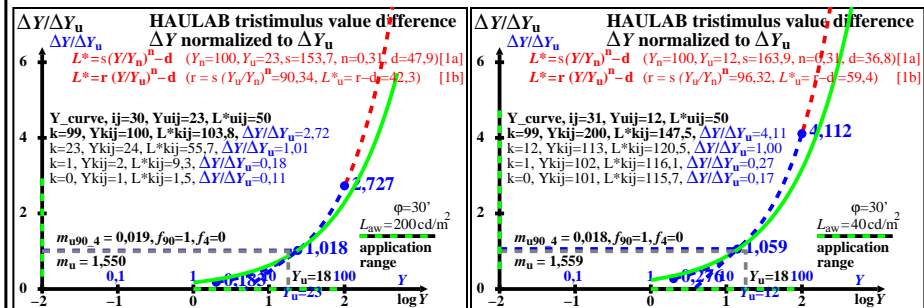 ΔY/ΔYu
HAULAB tristimulus value difference
ΔY/ΔYu
ΔY normalized to ΔYu
L*=s(Y/Yn)^n−d (Yn=100, Yu=23, s=153,7, n=0,31, d=47,9)[1a]
L*=r (Y/Yu)^n−d (r = s (Yu/Yn)^n=90,34, L*u= r−d=42,3) [1b]
6
Y_curve, ij=30, Yuij=23, L*uij=50
k=99, Ykij=100, L*kij=103,8, ΔY/ΔYu=2,72
k=23, Ykij=24, L*kij=55,7, ΔY/ΔYu=1,01
k=1, Ykij=2, L*kij=9,3, ΔY/ΔYu=0,18
k=0, Ykij=1, L*kij=1,5, ΔY/ΔYu=0,11
4
2,727
2
φ=30'
Law=200cd/m²
application
range
mu90_4 = 0,019, f90=1, f4=0
1,018
mu = 1,550
0,1 1 10 100 Y
0,183
Yu=18
Yu=23
0
−2 −1 0 1 2 log Y
ΔY/ΔYu
HAULAB tristimulus value difference
ΔY/ΔYu
ΔY normalized to ΔYu
L*=s(Y/Yn)^n−d (Yn=100, Yu=12, s=163,9, n=0,31, d=36,8)[1a]
L*=r (Y/Yu)^n−d (r = s (Yu/Yn)^n=96,32, L*u= r−d=59,4) [1b]
6
Y_curve, ij=31, Yuij=12, L*uij=50
k=99, Ykij=200, L*kij=147,5, ΔY/ΔYu=4,11
k=12, Ykij=113, L*kij=120,5, ΔY/ΔYu=1,00
k=1, Ykij=102, L*kij=116,1, ΔY/ΔYu=0,27
k=0, Ykij=101, L*kij=115,7, ΔY/ΔYu=0,17
4
4,112
2
φ=30'
Law=40cd/m²
application
range
mu90_4 = 0,018, f90=1, f4=0
1,059
mu = 1,559
0,1 1 10 100 Y
0,276
Yu=18
Yu=12
0
−2 −1 0 1 2 log Y